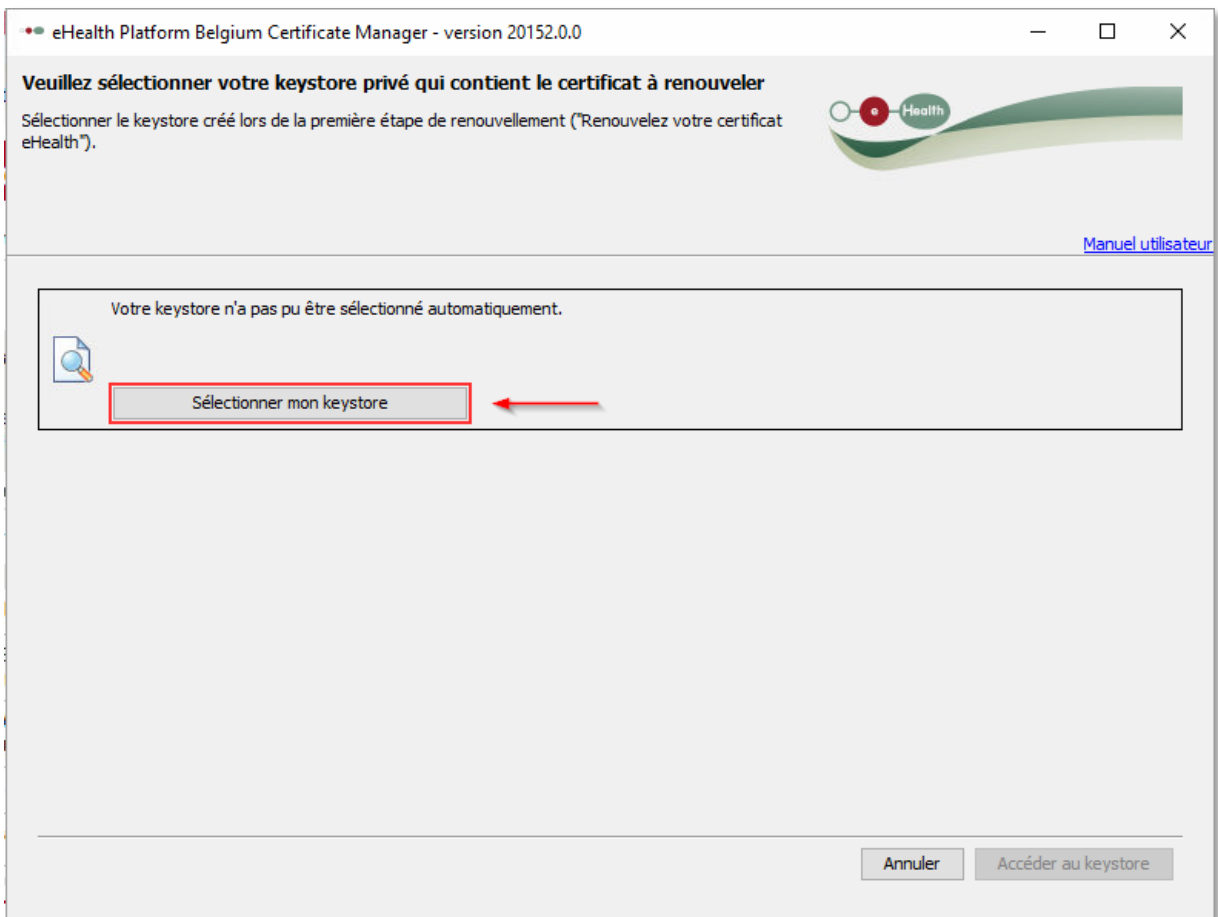 eHealth Platform Belgium Certificate Manager - version 20152.0.0
Veuillez sélectionner votre keystore privé qui contient le certificat à renouveler
Sélectionner le keystore créé lors de la première étape de renouvellement ("Renouvelez votre certificat
eHealth").
e Health
Manuel utilisateur
Votre keystore n'a pas pu être sélectionné automatiquement.
Sélectionner mon keystore
Annuler
Accéder au keystore